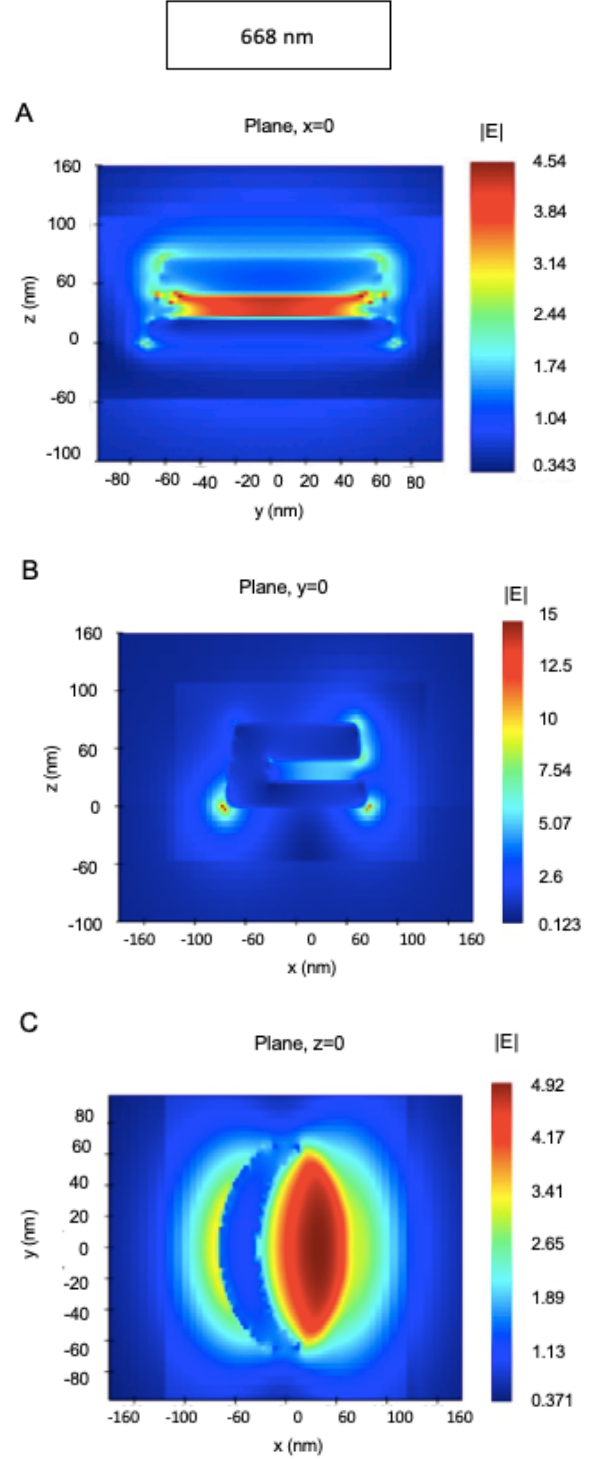 668 nm
A
Plane, x=0
|E|
160
100
60
0
-60
-100
z (nm)
-80 -60 -40 -20 0 20 40 60 80
y (nm)
4.54
3.84
3.14
2.44
1.74
1.04
0.343
B
Plane, y=0
|E|
160
100
60
0
-60
-100
z (nm)
-160 -100 -60 0 60 100 160
x (nm)
15
12.5
10
7.54
5.07
2.6
0.123
C
Plane, z=0
|E|
80
60
40
20
0
-20
-40
-60
-80
y (nm)
-160 -100 -60 0 60 100 160
x (nm)
4.92
4.17
3.41
2.65
1.89
1.13
0.371